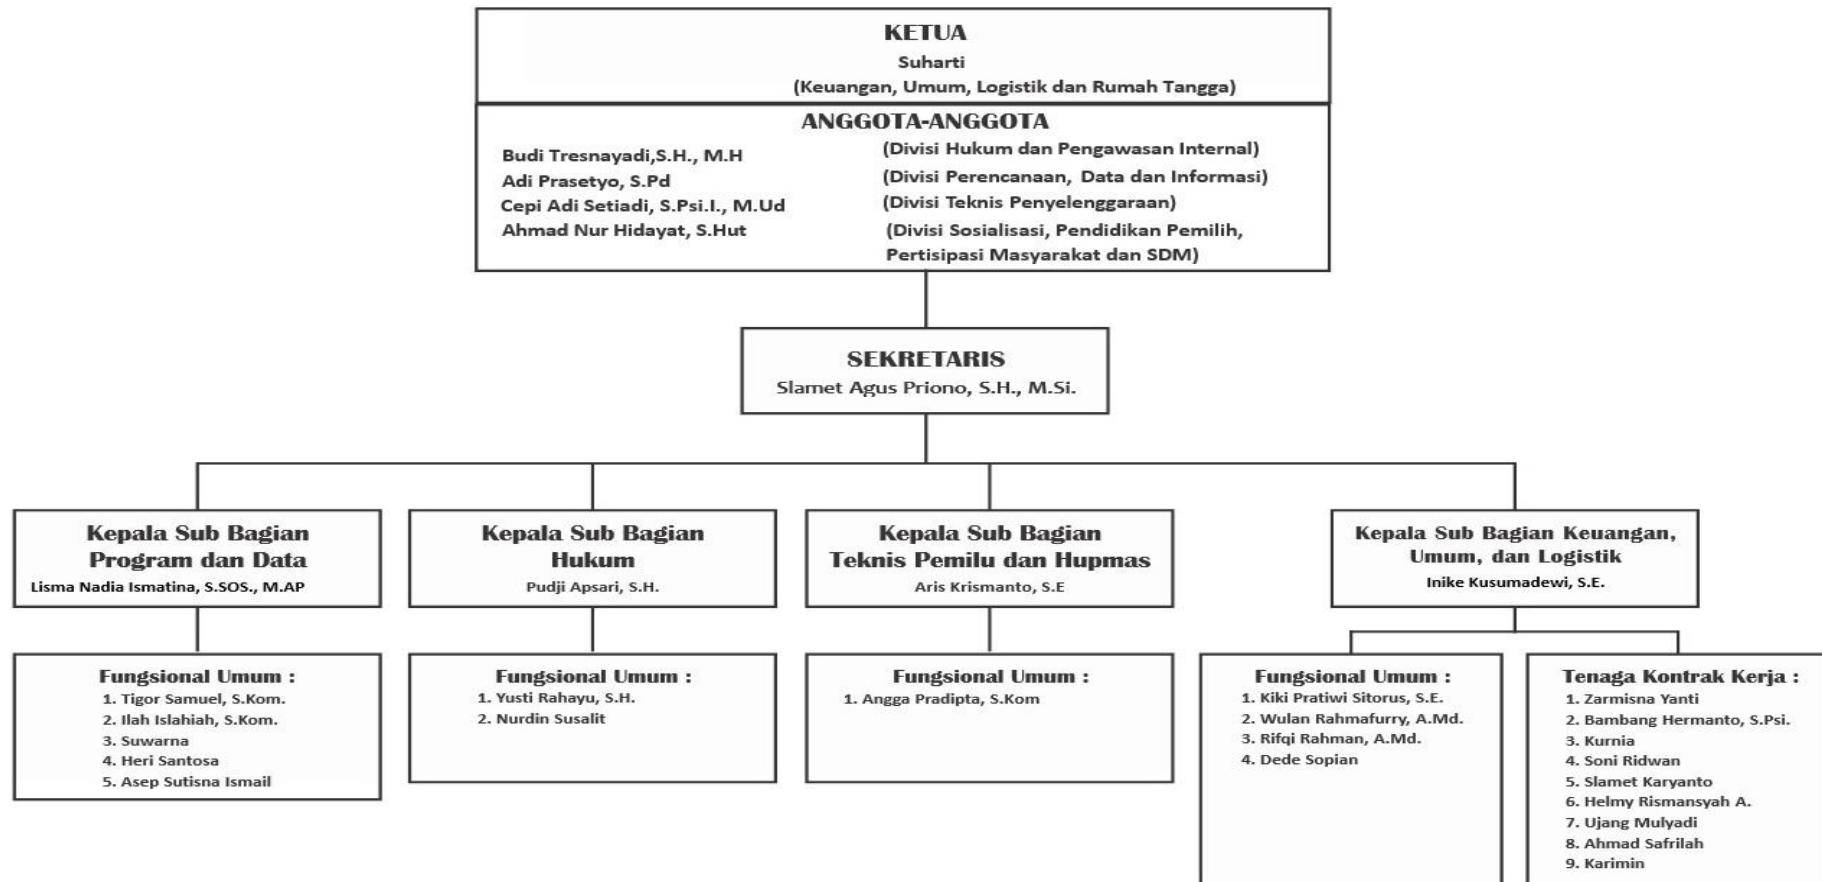 KETUA
Suharti
(Keuangan, Umum, Logistik dan Rumah Tangga)
ANGGOTA-ANGGOTA
Budi Tresnayadi,S.H., M.H (Divisi Hukum dan Pengawasan Internal)
Adi Prasetyo, S.Pd (Divisi Perencanaan, Data dan Informasi)
Cepi Adi Setiadi, S.Psi.I., M.Ud (Divisi Teknis Penyelenggaraan)
Ahmad Nur Hidayat, S.Hut (Divisi Sosialisasi, Pendidikan Pemilih,
Pertisipasi Masyarakat dan SDM)
SEKRETARIS
Slamet Agus Priono, S.H., M.Si.
Kepala Sub Bagian
Program dan Data
Lisma Nadia Ismatina, S.SOS., M.AP
Kepala Sub Bagian
Hukum
Pudji Apsari, S.H.
Kepala Sub Bagian
Teknis Pemilu dan Hupmas
Aris Krismanto, S.E
Kepala Sub Bagian Keuangan,
Umum, dan Logistik
Inike Kusumadewi, S.E.
Fungsional Umum :
1. Tigor Samuel, S.Kom.
2. Ilah Islahiah, S.Kom.
3. Suwarna
4. Heri Santosa
5. Asep Sutisna Ismail
Fungsional Umum :
1. Yusti Rahayu, S.H.
2. Nurdin Susalit
Fungsional Umum :
1. Angga Pradipta, S.Kom
Fungsional Umum :
1. Kiki Pratiwi Sitorus, S.E.
2. Wulan Rahmafurry, A.Md.
3. Rifqi Rahman, A.Md.
4. Dede Sopian
Tenaga Kontrak Kerja :
1. Zarmisna Yanti
2. Bambang Hermanto, S.Psi.
3. Kurnia
4. Soni Ridwan
5. Slamet Karyanto
6. Helmy Rismansyah A.
7. Ujang Mulyadi
8. Ahmad Safrilah
9. Karimin